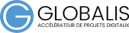 GLOBALIS
ACCÉLÉRATEUR DE PROJETS DIGITAUX